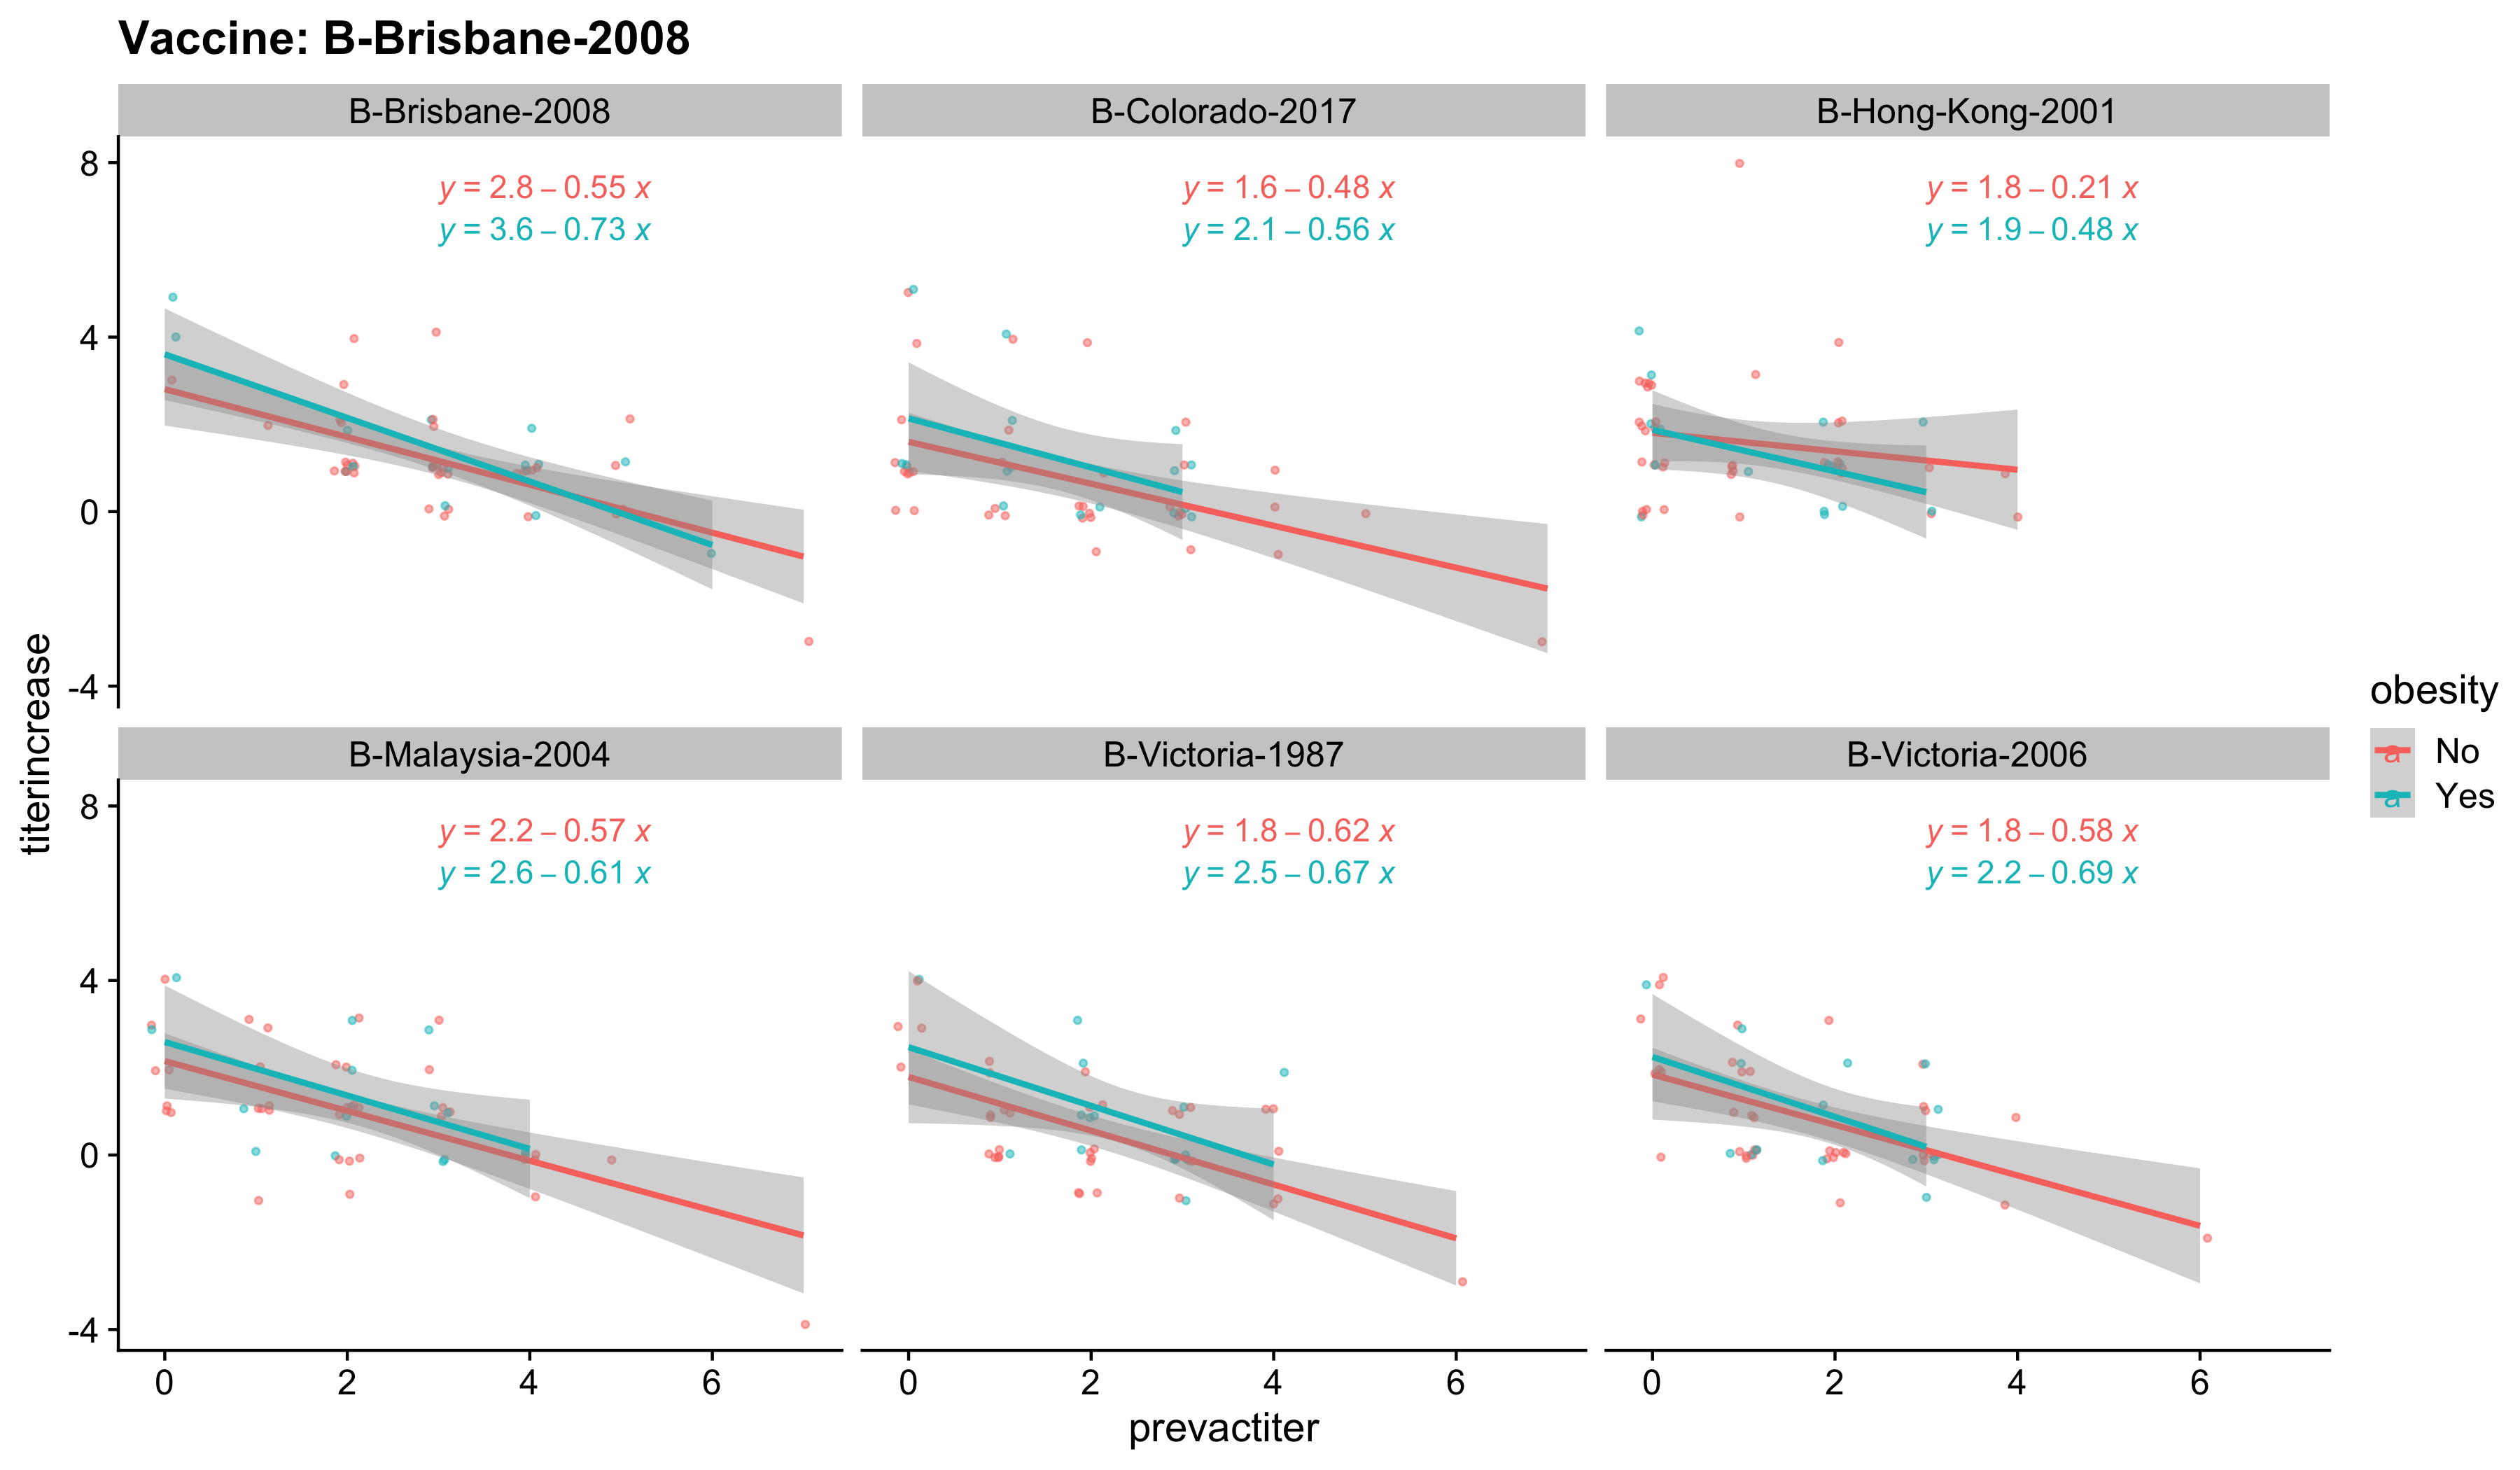 Vaccine: B-Brisbane-2008
B-Brisbane-2008
B-Colorado-2017
B-Hong-Kong-2001
y = 2.8 – 0.55 x
y = 3.6 – 0.73 x
y = 1.6 – 0.48 x
y = 2.1 – 0.56 x
y = 1.8 – 0.21 x
y = 1.9 – 0.48 x
8
4
0
-4
B-Malaysia-2004
B-Victoria-1987
B-Victoria-2006
y = 2.2 – 0.57 x
y = 2.6 – 0.61 x
y = 1.8 – 0.62 x
y = 2.5 – 0.67 x
y = 1.8 – 0.58 x
y = 2.2 – 0.69 x
8
4
0
-4
0 2 4 6
0 2 4 6
0 2 4 6
prevactiter
titerincrease
obesity
a No
a Yes